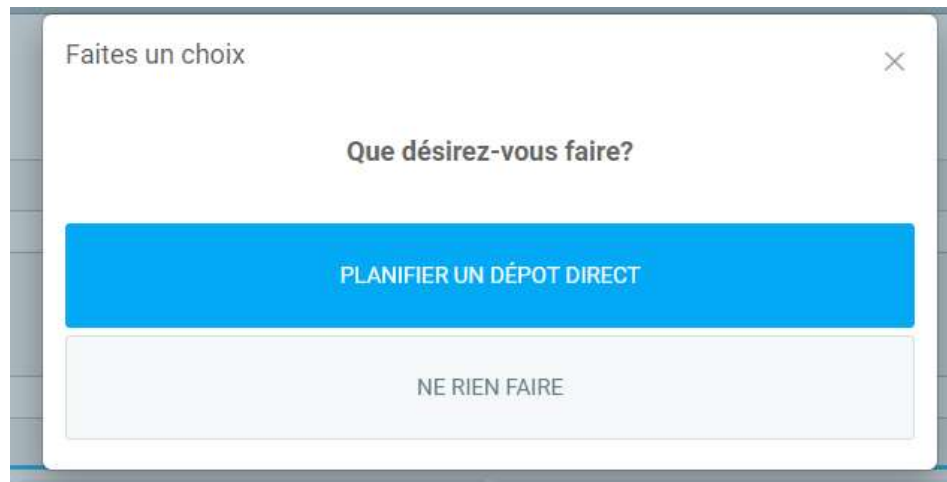 Faites un choix
Que désirez-vous faire?
PLANIFIER UN DÉPOT DIRECT
NE RIEN FAIRE